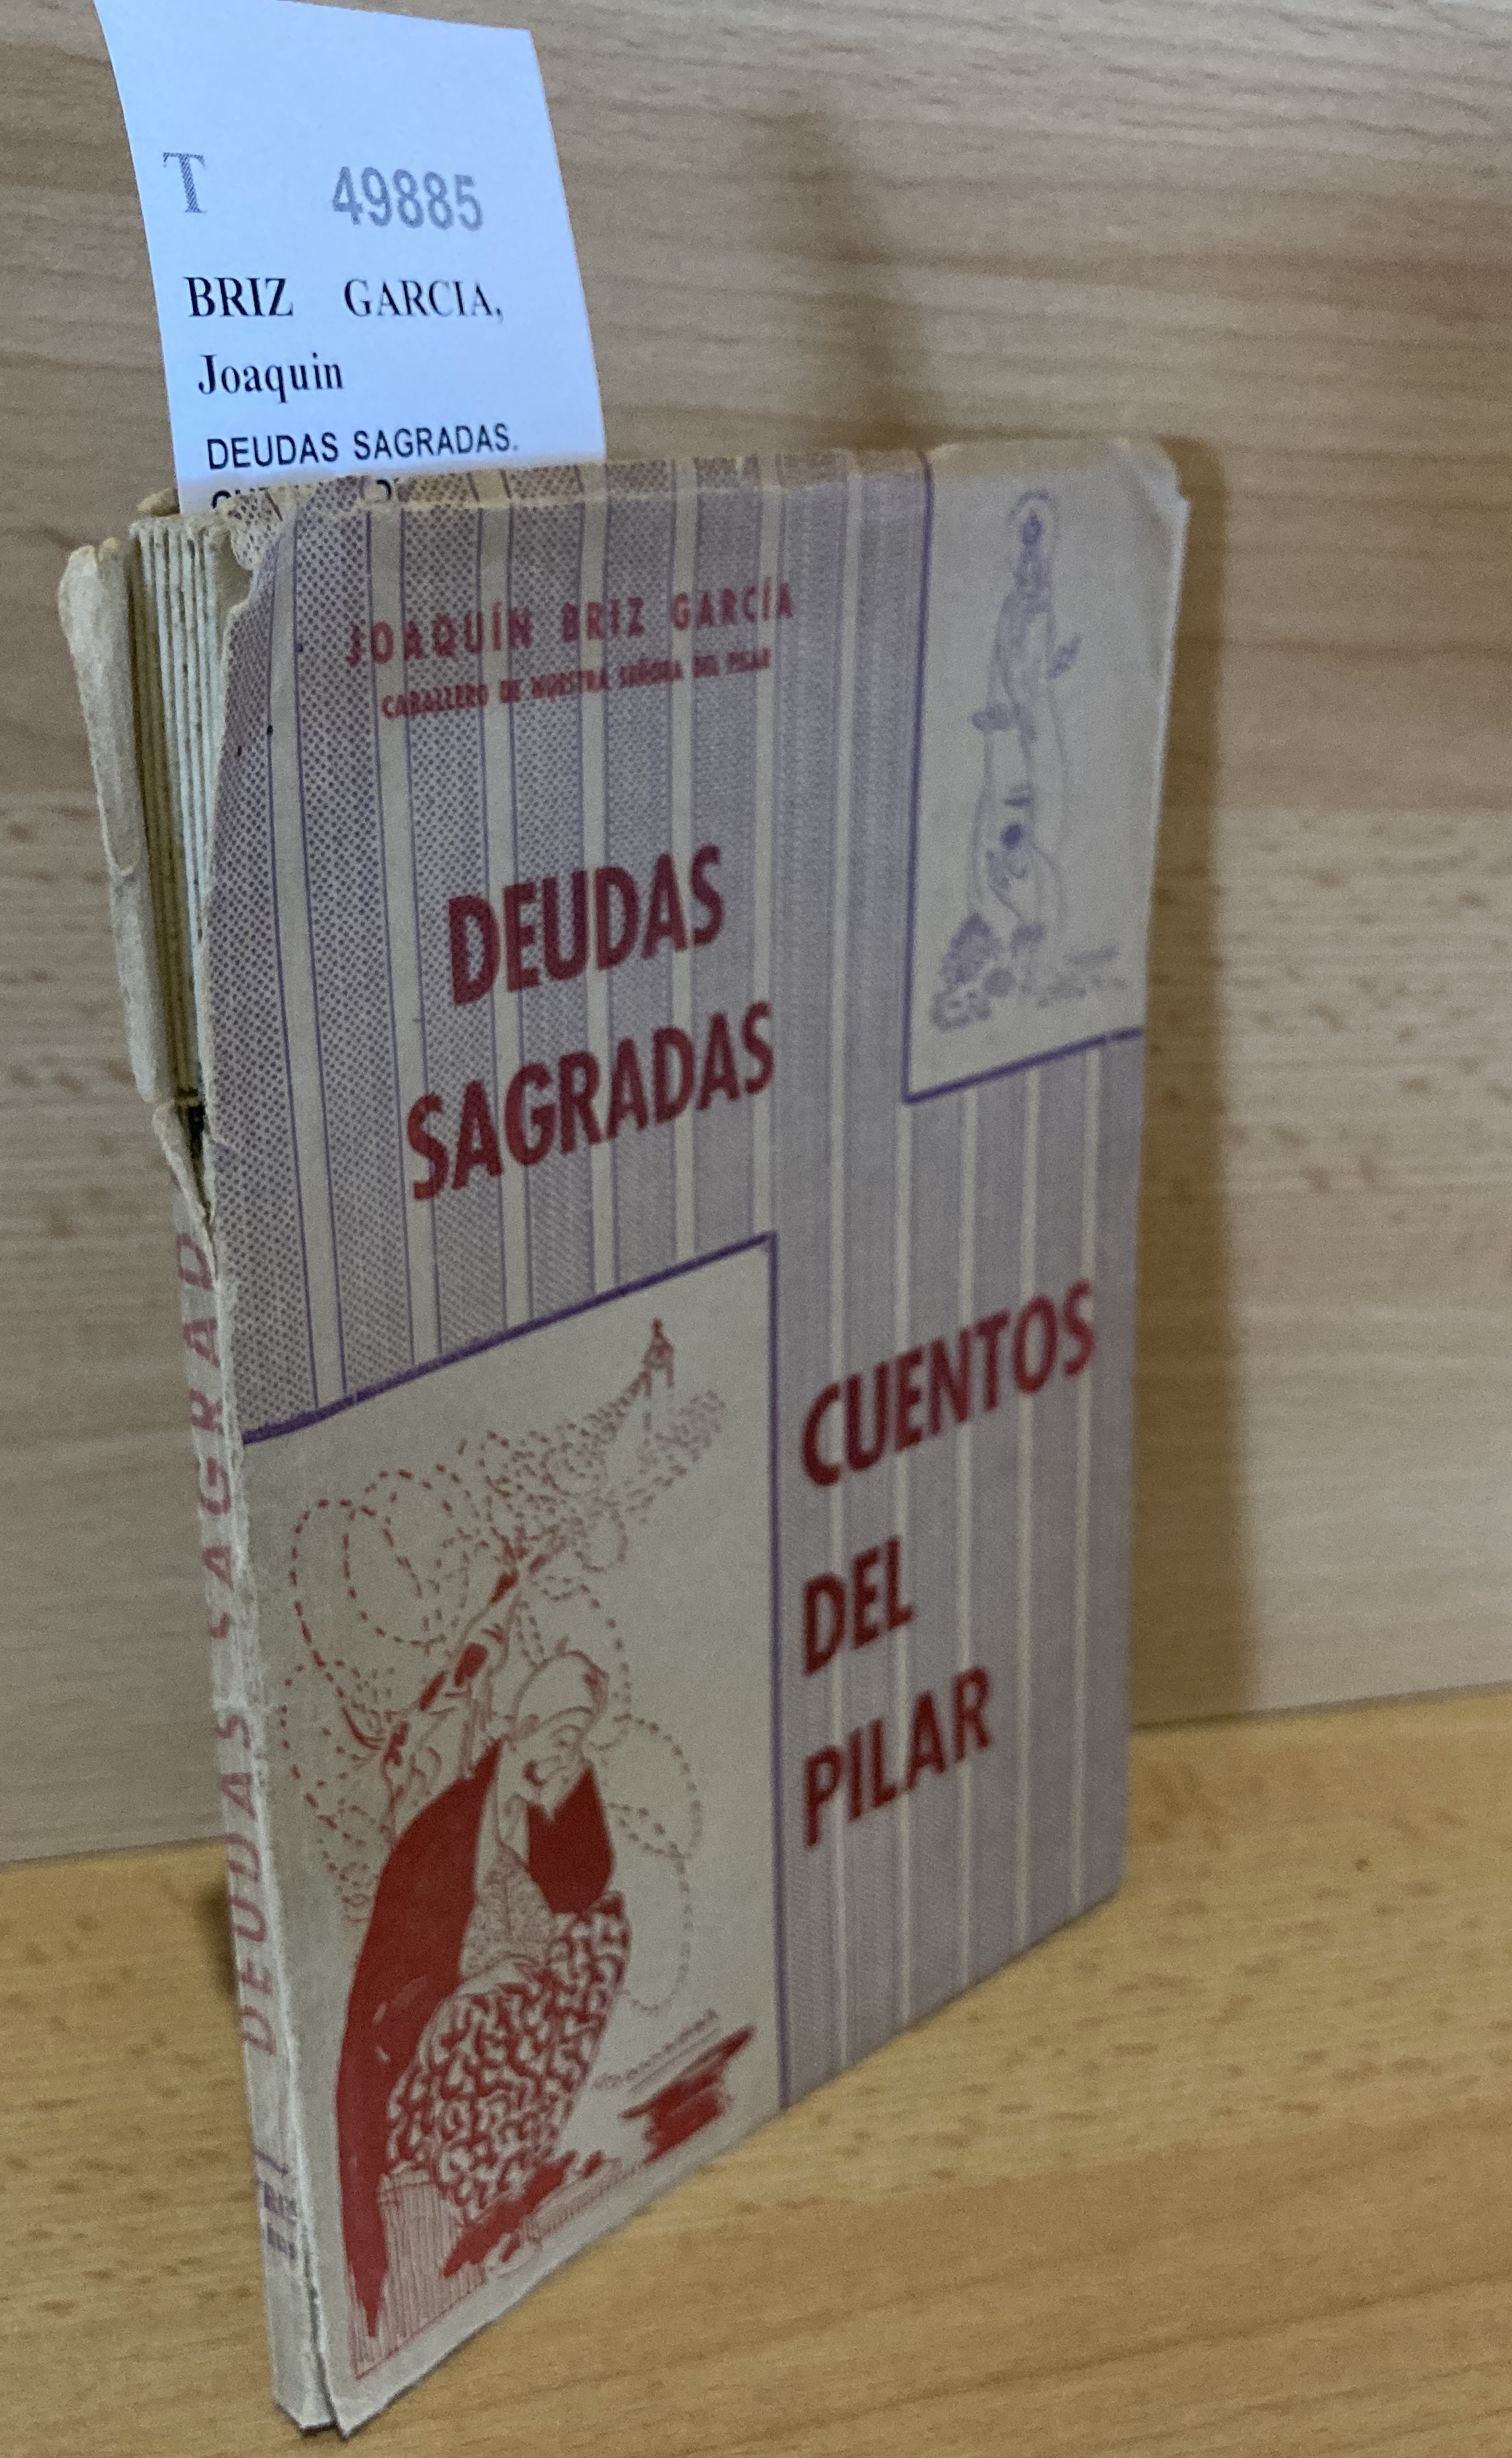 T 49885
BRIZ GARCIA,
Joaquin
DEUDAS SAGRADAS.
JOAQUÍN BRIZ GARCÍA
CABALLERO DE NUESTRA SEÑORA DEL PILAR
DEUDAS
SAGRADAS
CUENTOS
DEL
PILAR
DEUDAS SAGRAD